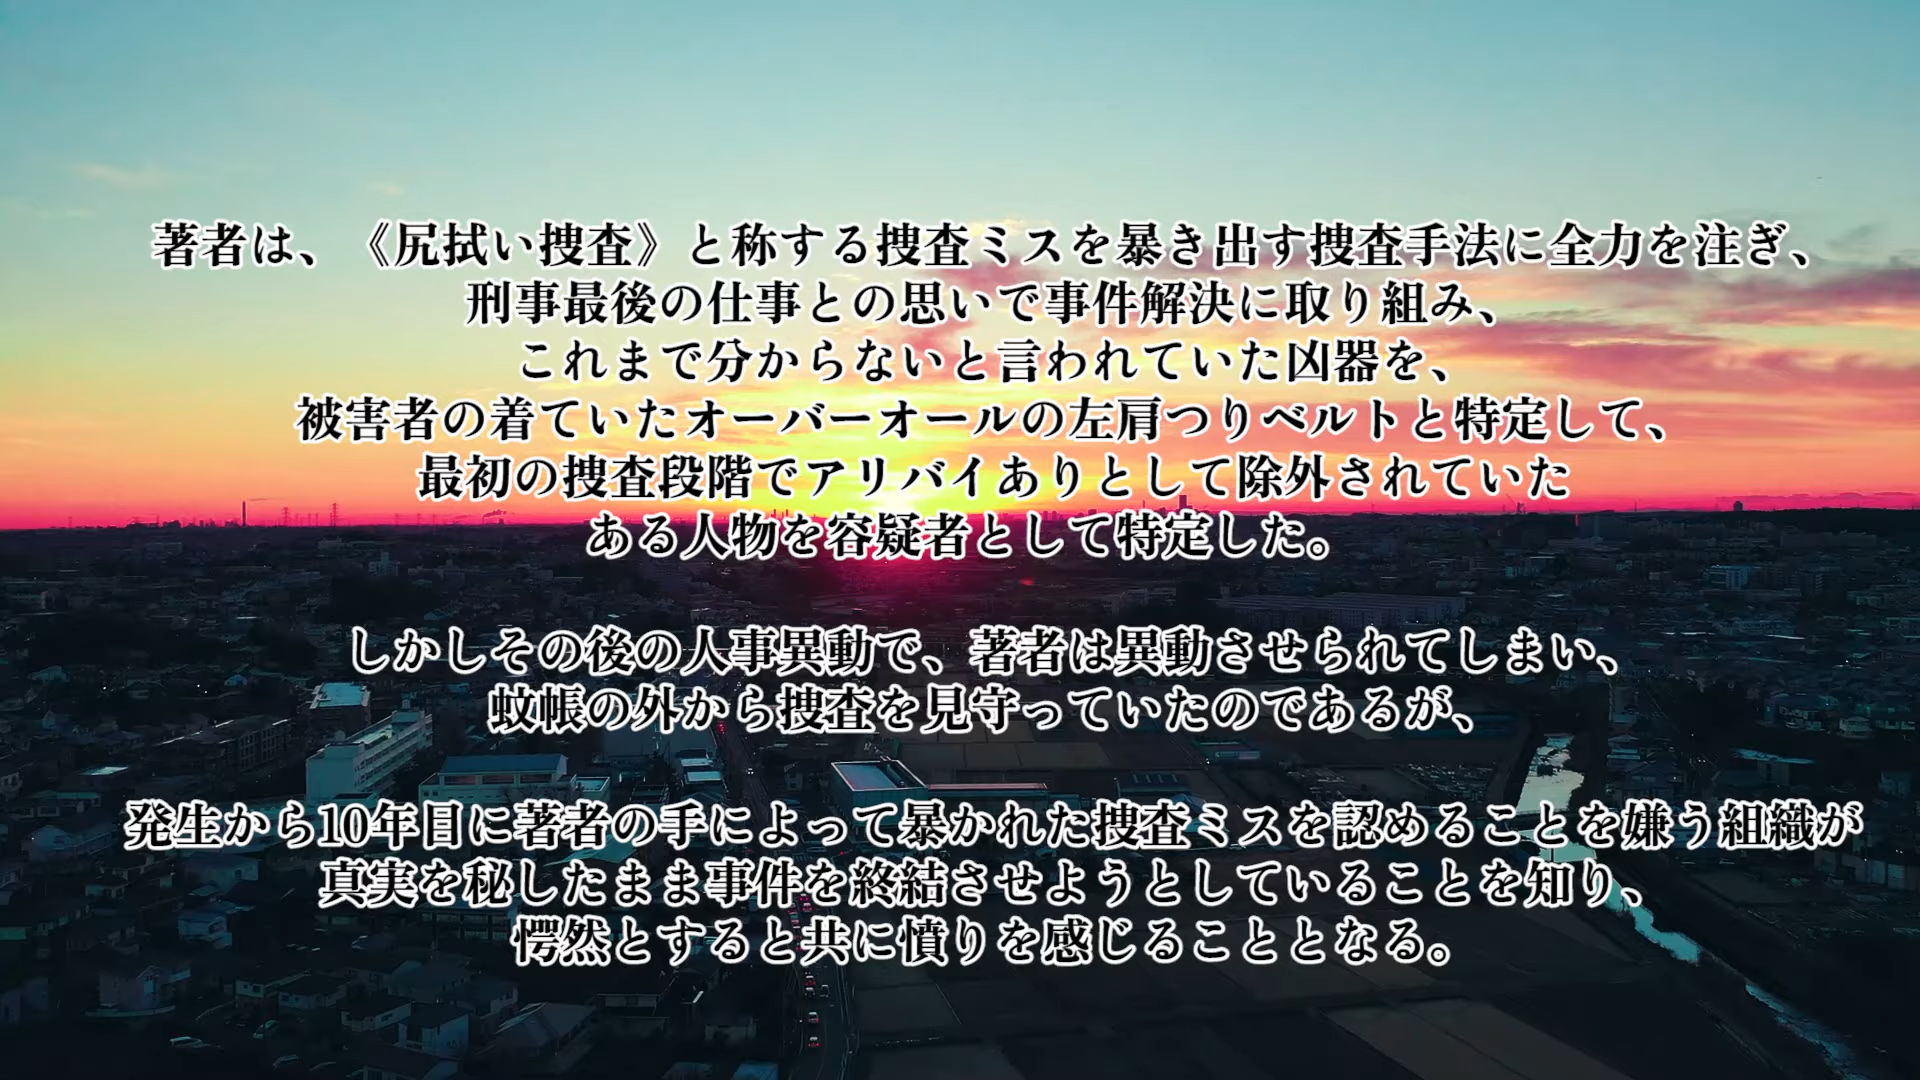 著者は、《尻拭い捜査》と称する捜査ミスを暴き出す捜査手法に全力を注ぎ、
刑事最後の仕事との思いで事件解決に取り組み、
これまで分からないと言われていた凶器を、
被害者の着ていたオーバーオールの左肩つりベルトと特定して、
最初の捜査段階でアリバイありとして除外されていた
ある人物を容疑者として特定した。
しかしその後の人事異動で、著者は異動させられてしまい、
蚊帳の外から捜査を見守っていたのであるが、
発生から10年目に著者の手によって暴かれた捜査ミスを認めることを嫌う組織が
真実を秘したまま事件を終結させようとしていることを知り、
愕然とすると共に憤りを感じることとなる。